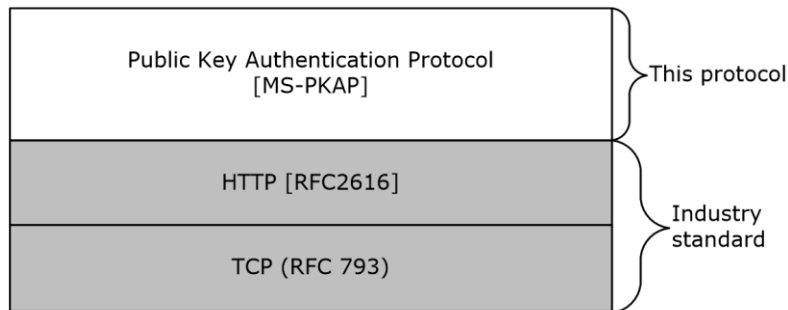 Public Key Authentication Protocol
[MS-PKAP]
This protocol
HTTP [RFC2616]
Industry
standard
TCP (RFC 793)